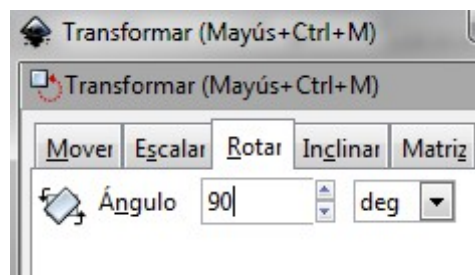 Transformar (Mayús+Ctrl+M)
Transformar (Mayús+Ctrl+M)
Mover Escalar Rotar Inclinar Matriz
Ángulo 90 deg